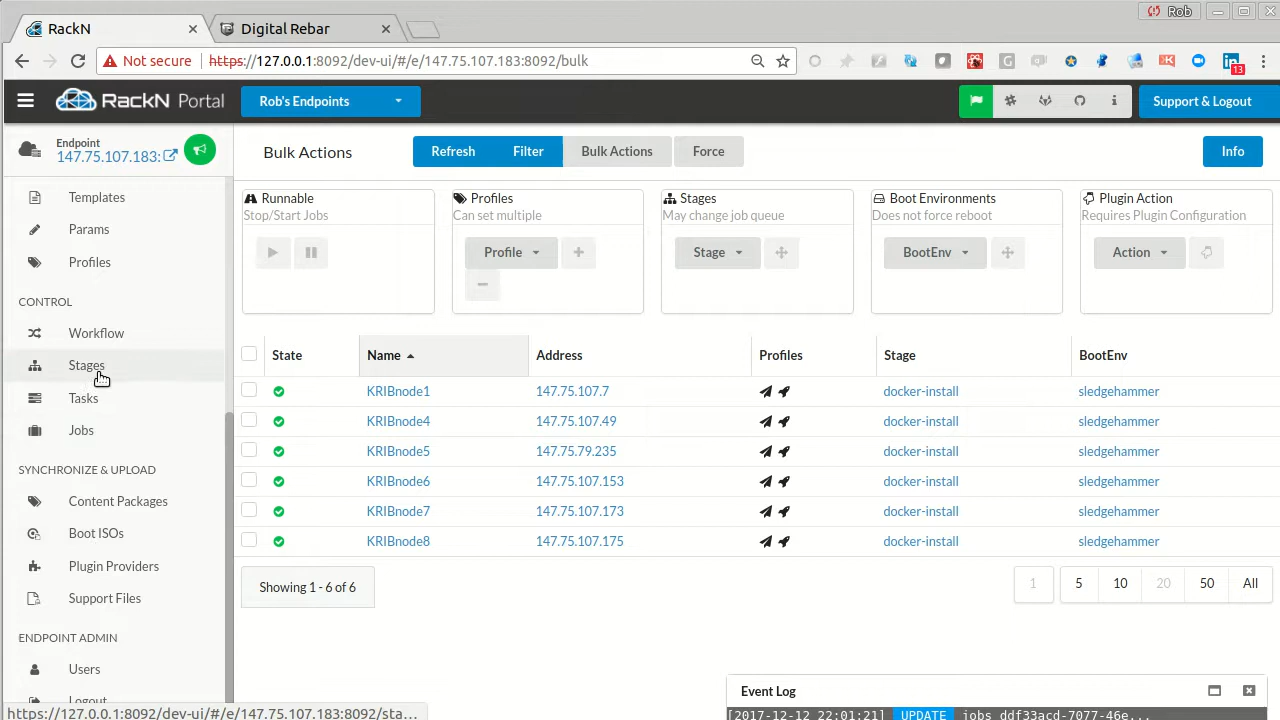 Rob
RackN
Digital Rebar
Not secure
https://127.0.0.1:8092/dev-ui/#/e/147.75.107.183:8092/bulk
13
RackN Portal
Rob's Endpoints
Support & Logout
Endpoint
147.75.107.183:
Bulk Actions
Refresh
Filter
Bulk Actions
Force
Info
Templates
Params
Profiles
CONTROL
Workflow
Stages
Tasks
Jobs
SYNCHRONIZE & UPLOAD
Content Packages
Boot ISOs
Plugin Providers
Support Files
ENDPOINT ADMIN
Users
Logout
Runnable
Stop/Start Jobs
Profiles
Can set multiple
Profile
Stages
May change job queue
Stage
Boot Environments
Does not force reboot
BootEnv
Plugin Action
Requires Plugin Configuration
Action
State Name Address Profiles Stage BootEnv
KRIBnode1 147.75.107.7 docker-install sledgehammer
KRIBnode4 147.75.107.49 docker-install sledgehammer
KRIBnode5 147.75.79.235 docker-install sledgehammer
KRIBnode6 147.75.107.153 docker-install sledgehammer
KRIBnode7 147.75.107.173 docker-install sledgehammer
KRIBnode8 147.75.107.175 docker-install sledgehammer
Showing 1 - 6 of 6
1 5 10 20 50 All
Event Log
[2017-12-12 22:01:21] UPDATE jobs ddf33acd-7077-46e...
https://127.0.0.1:8092/dev-ui/#/e/147.75.107.183:8092/sta...